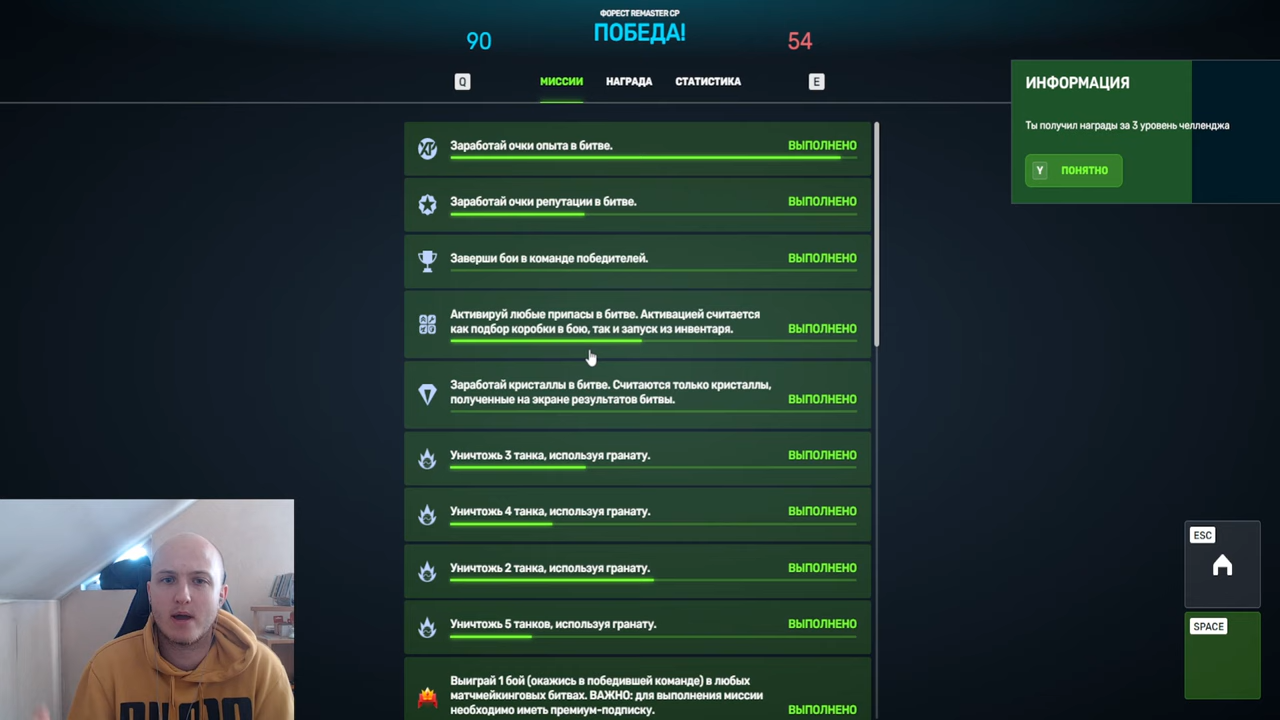 ФОРЕСТ REMASTER CP
ПОБЕДА!
90
54
Q
МИССИИ
НАГРАДА
СТАТИСТИКА
E
ИНФОРМАЦИЯ
Ты получил награды за 3 уровень челленджа
Y
ПОНЯТНО
Заработай очки опыта в битве.
ВЫПОЛНЕНО
Заработай очки репутации в битве.
ВЫПОЛНЕНО
Заверши бои в команде победителей.
ВЫПОЛНЕНО
Активируй любые припасы в битве. Активацией считается
как подбор коробки в бою, так и запуск из инвентаря.
ВЫПОЛНЕНО
Заработай кристаллы в битве. Считаются только кристаллы,
полученные на экране результатов битвы.
ВЫПОЛНЕНО
Уничтожь 3 танка, используя гранату.
ВЫПОЛНЕНО
Уничтожь 4 танка, используя гранату.
ВЫПОЛНЕНО
Уничтожь 2 танка, используя гранату.
ВЫПОЛНЕНО
Уничтожь 5 танков, используя гранату.
ВЫПОЛНЕНО
Выиграй 1 бой (окажись в победившей команде) в любых
матчмейкинговых битвах. ВАЖНО: для выполнения миссии
необходимо иметь премиум-подписку.
ВЫПОЛНЕНО
ESC
SPACE